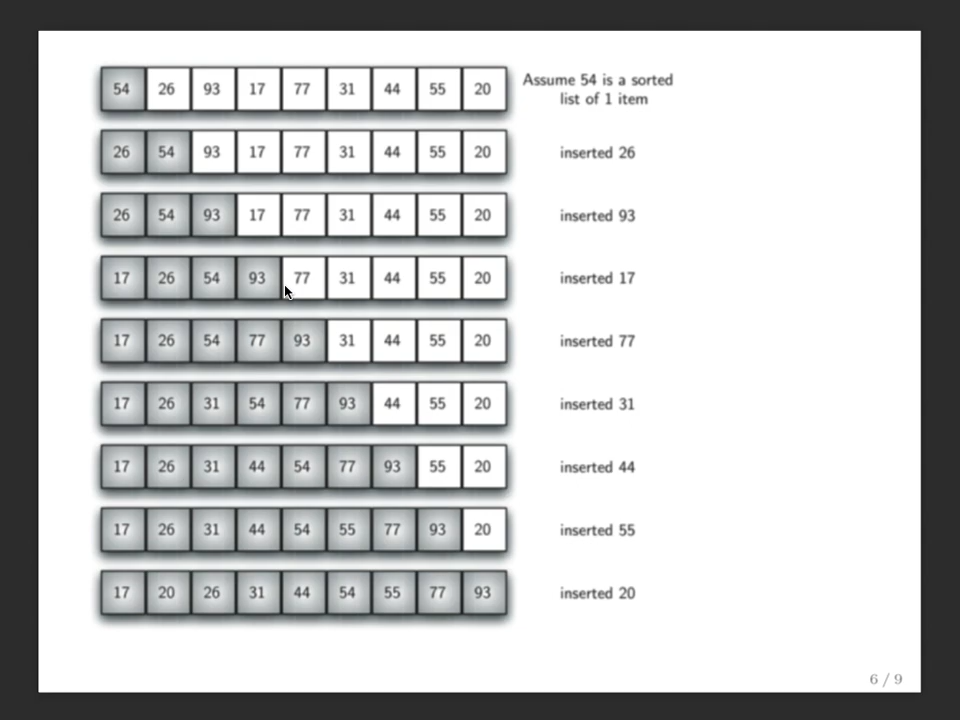 54 26 93 17 77 31 44 55 20 Assume 54 is a sorted
list of 1 item
26 54 93 17 77 31 44 55 20 inserted 26
26 54 93 17 77 31 44 55 20 inserted 93
17 26 54 93 77 31 44 55 20 inserted 17
17 26 54 77 93 31 44 55 20 inserted 77
17 26 31 54 77 93 44 55 20 inserted 31
17 26 31 44 54 77 93 55 20 inserted 44
17 26 31 44 54 55 77 93 20 inserted 55
17 20 26 31 44 54 55 77 93 inserted 20
6 / 9